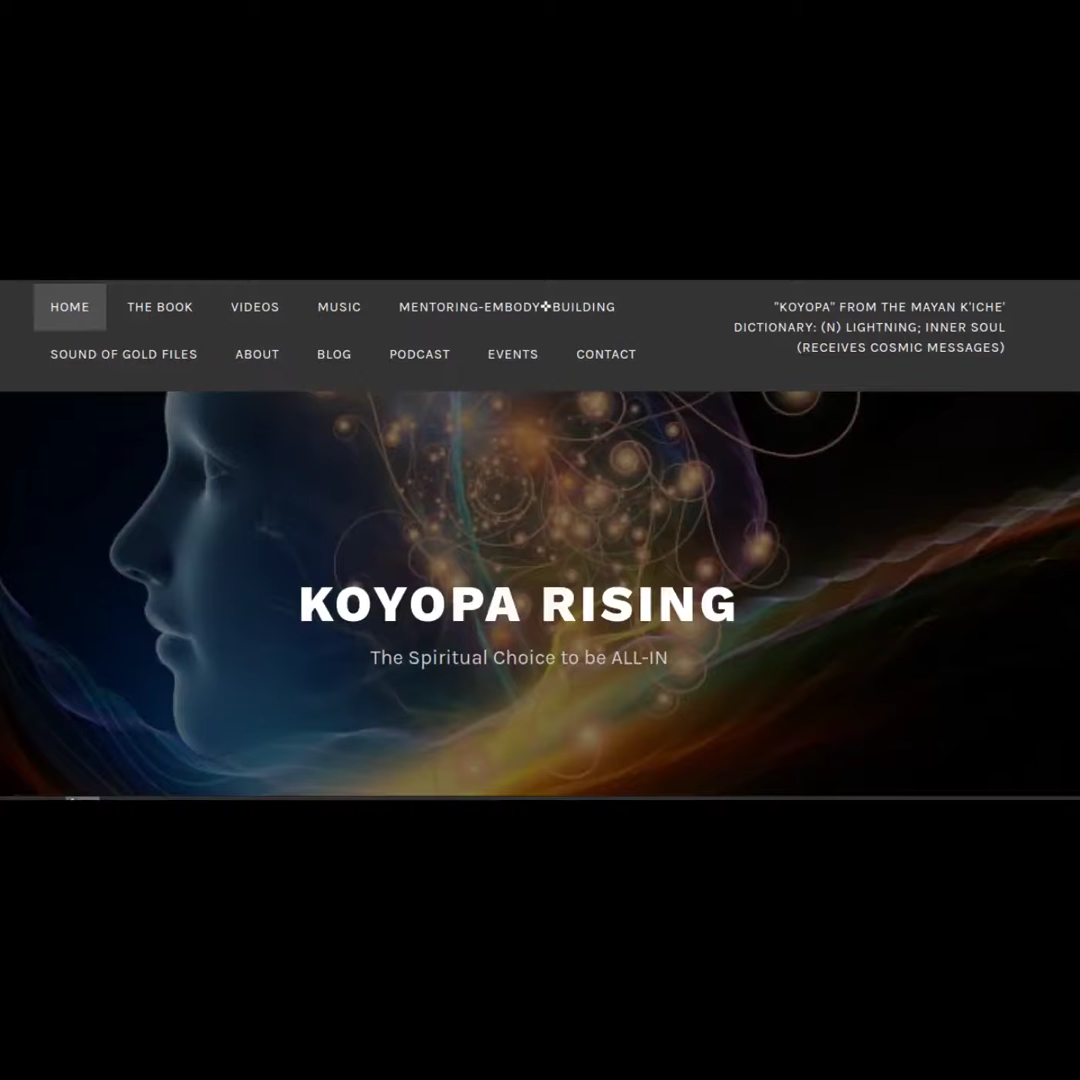 HOME THE BOOK VIDEOS MUSIC MENTORING-EMBODY✜BUILDING
SOUND OF GOLD FILES ABOUT BLOG PODCAST EVENTS CONTACT
"KOYOPA" FROM THE MAYAN K'ICHE'
DICTIONARY: (N) LIGHTNING; INNER SOUL
(RECEIVES COSMIC MESSAGES)
KOYOPA RISING
The Spiritual Choice to be ALL-IN